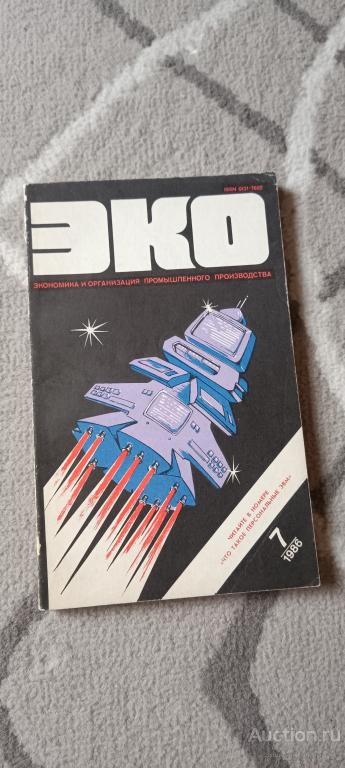 ISSN 0131-7652
ЭКО
ЭКОНОМИКА И ОРГАНИЗАЦИЯ ПРОМЫШЛЕННОГО ПРОИЗВОДСТВА
ЧИТАЙТЕ В НОМЕРЕ
«ЧТО ТАКОЕ ПЕРСОНАЛЬНЫЕ ЭВМ»
7
1986
Auction.ru